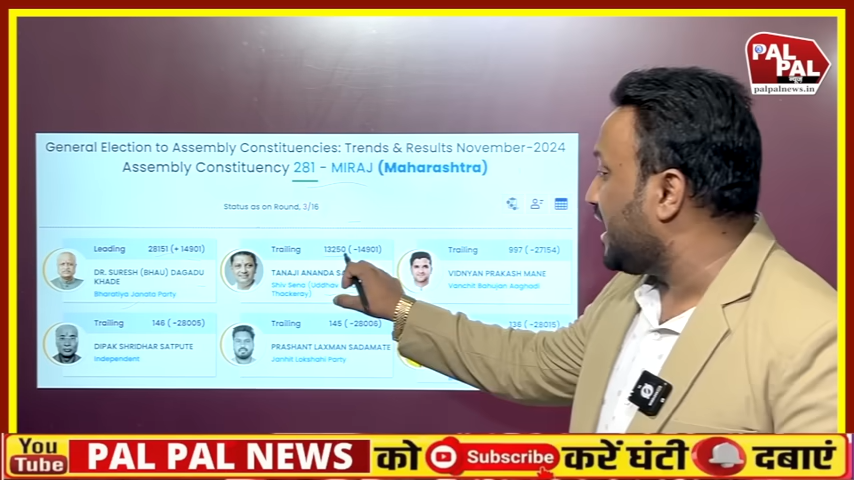 PAL
PAL
न्यूज़
palpalnews.in
General Election to Assembly Constituencies: Trends & Results November-2024
Assembly Constituency 281 - MIRAJ (Maharashtra)
Status as on Round, 3/16
Leading 28151 (+ 14901)
DR. SURESH (BHAU) DAGADU
KHADE
Bharatiya Janata Party
Trailing 13250 ( -14901)
TANAJI ANANDA
Shiv Sena (Uddhav
Thackeray)
Trailing 997 ( -27154)
VIDNYAN PRAKASH MANE
Vanchit Bahujan Aaghadi
Trailing 146 ( -28005)
DIPAK SHRIDHAR SATPUTE
Independent
Trailing 145 ( -28006)
PRASHANT LAXMAN SADAMATE
Janhit Lokshahi Party
136 ( -28015)
You
Tube
PAL PAL NEWS को Subscribe करें घंटी दबाएं